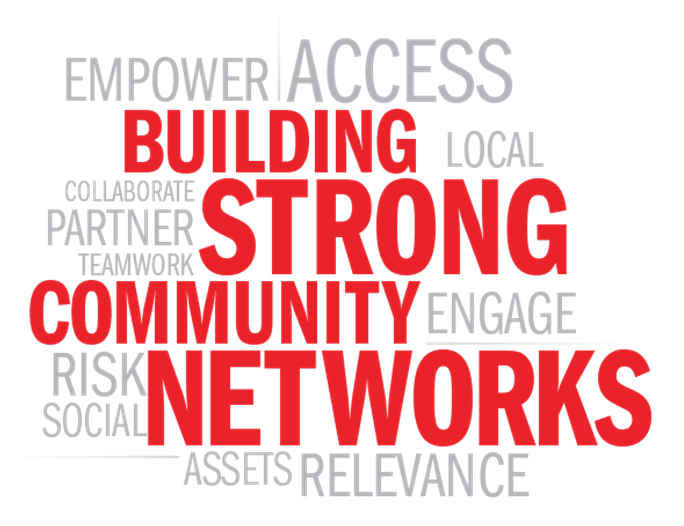 EMPOWER ACCESS
BUILDING LOCAL
COLLABORATE
PARTNER STRONG
TEAMWORK
COMMUNITY ENGAGE
RISK NETWORKS
SOCIAL
ASSETS RELEVANCE